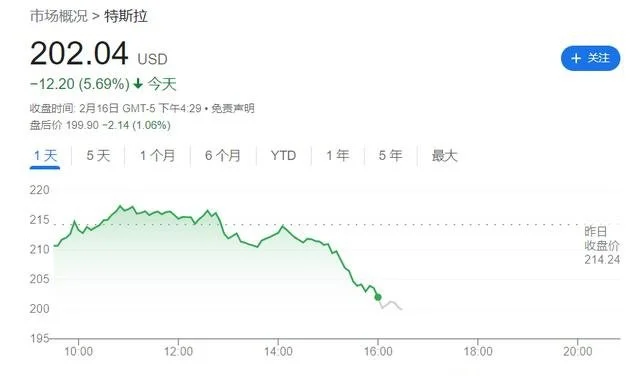 市场概况 > 特斯拉
202.04 USD
+ 关注
−12.20 (5.69%) ↓ 今天
收盘时间: 2月16日 GMT-5 下午4:29 • 免责声明
盘后价 199.90 −2.14 (1.06%)
1 天 5 天 1 个月 6 个月 YTD 1 年 5 年 最大
220
215
210
205
200
195
昨日
收盘价
214.24
10:00 12:00 14:00 16:00 18:00 20:00